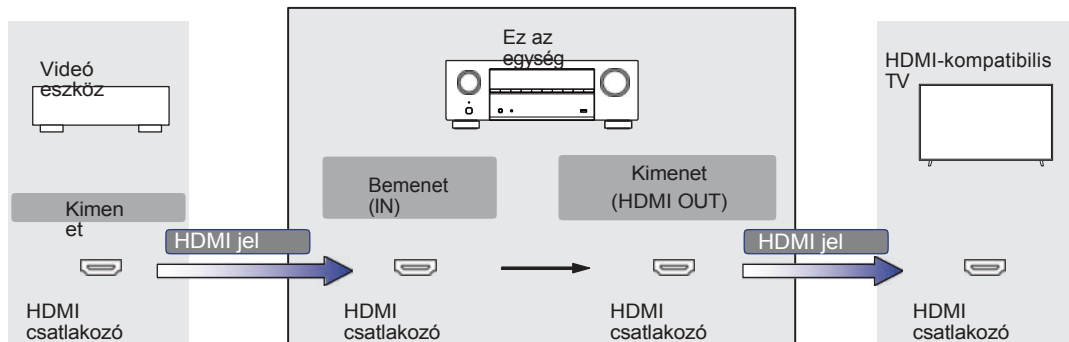 Videó
eszköz
Ez az
egység
HDMI-kompatibilis
TV
Kimen
et
Bemenet
(IN)
Kimenet
(HDMI OUT)
HDMI jel
HDMI jel
HDMI
csatlakozó
HDMI
csatlakozó
HDMI
csatlakozó
HDMI
csatlakozó